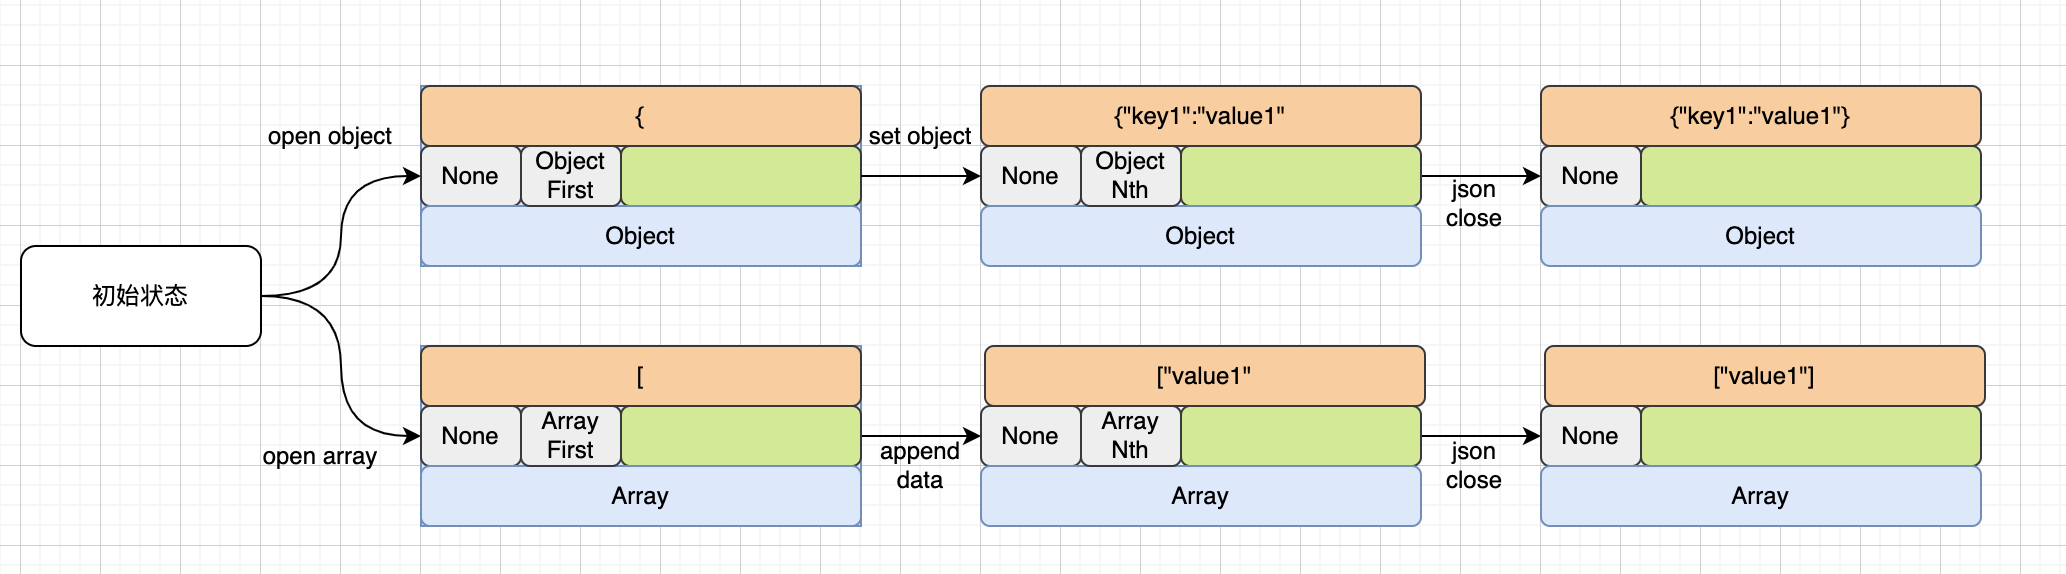 初始状态
open object
{
None
Object
First
Object
set object
{"key1":"value1"
None
Object
Nth
Object
json
close
{"key1":"value1"}
None
Object
open array
[
None
Array
First
Array
append
data
["value1"
None
Array
Nth
Array
json
close
["value1"]
None
Array